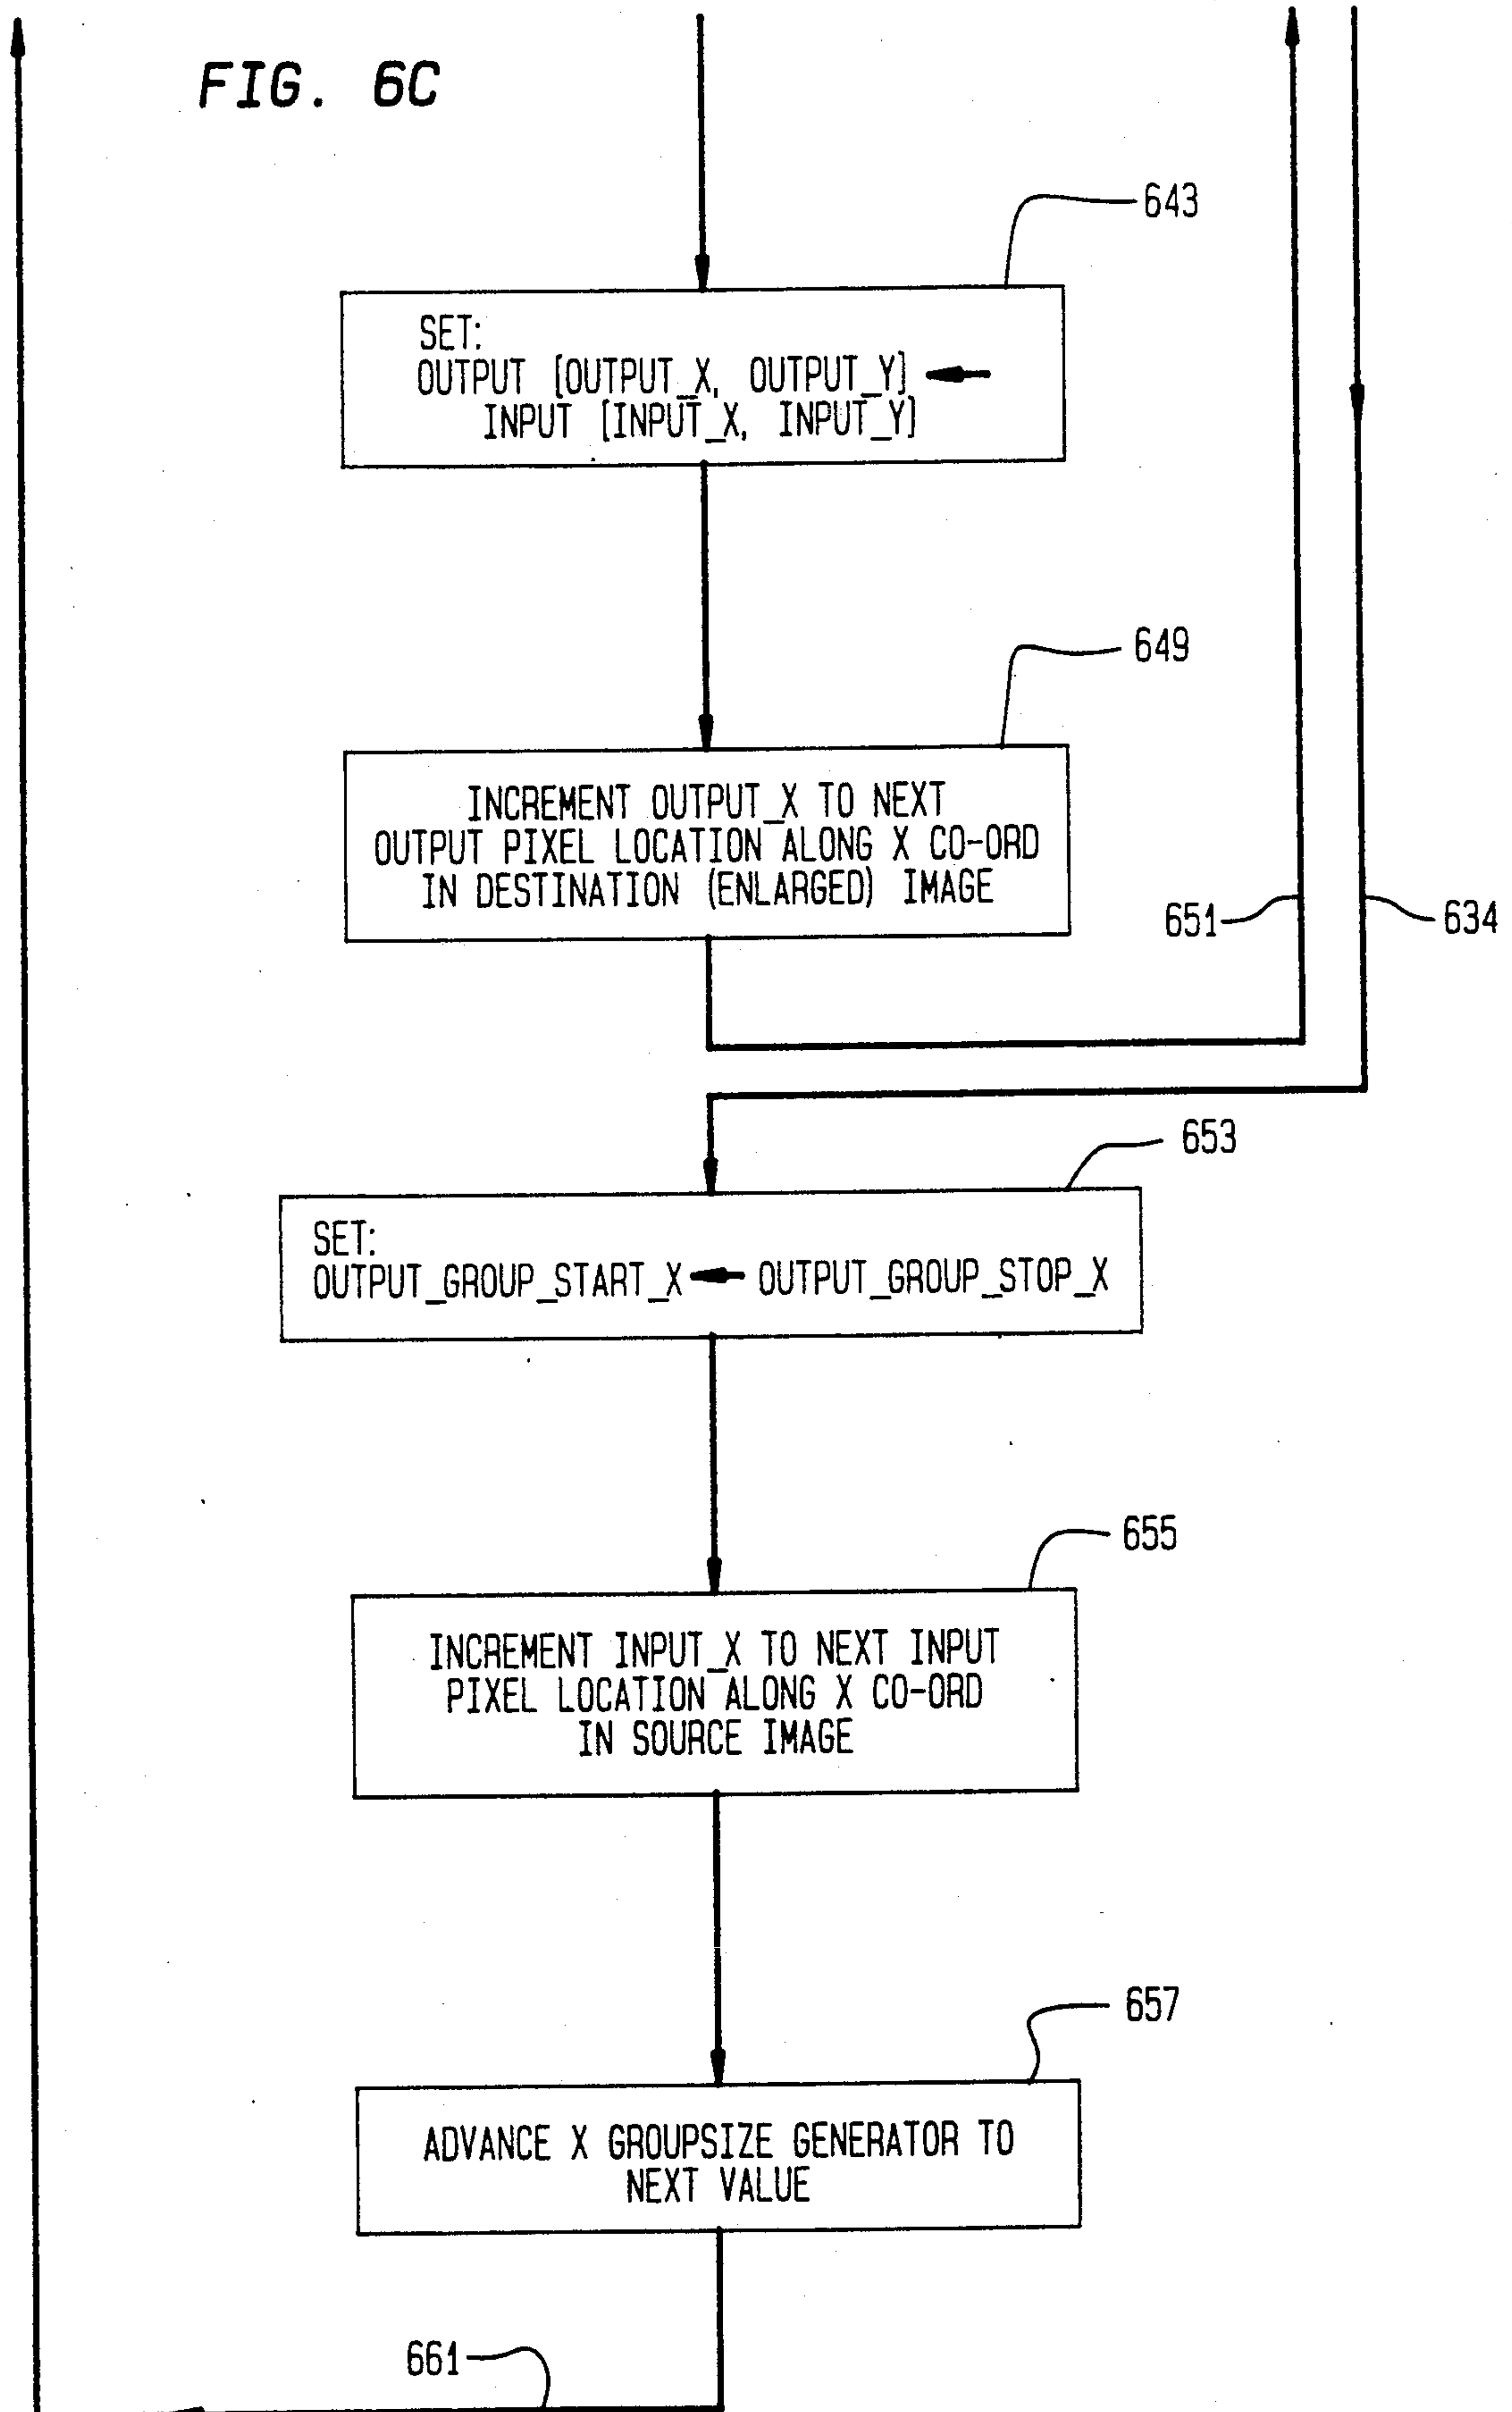 FIG. 6C
643
SET:
OUTPUT [OUTPUT_X, OUTPUT_Y] ←
INPUT [INPUT_X, INPUT_Y]
649
INCREMENT OUTPUT_X TO NEXT
OUTPUT PIXEL LOCATION ALONG X CO-ORD
IN DESTINATION (ENLARGED) IMAGE
651
634
653
SET:
OUTPUT_GROUP_START_X ← OUTPUT_GROUP_STOP_X
655
INCREMENT INPUT_X TO NEXT INPUT
PIXEL LOCATION ALONG X CO-ORD
IN SOURCE IMAGE
657
ADVANCE X GROUPSIZE GENERATOR TO
NEXT VALUE
661